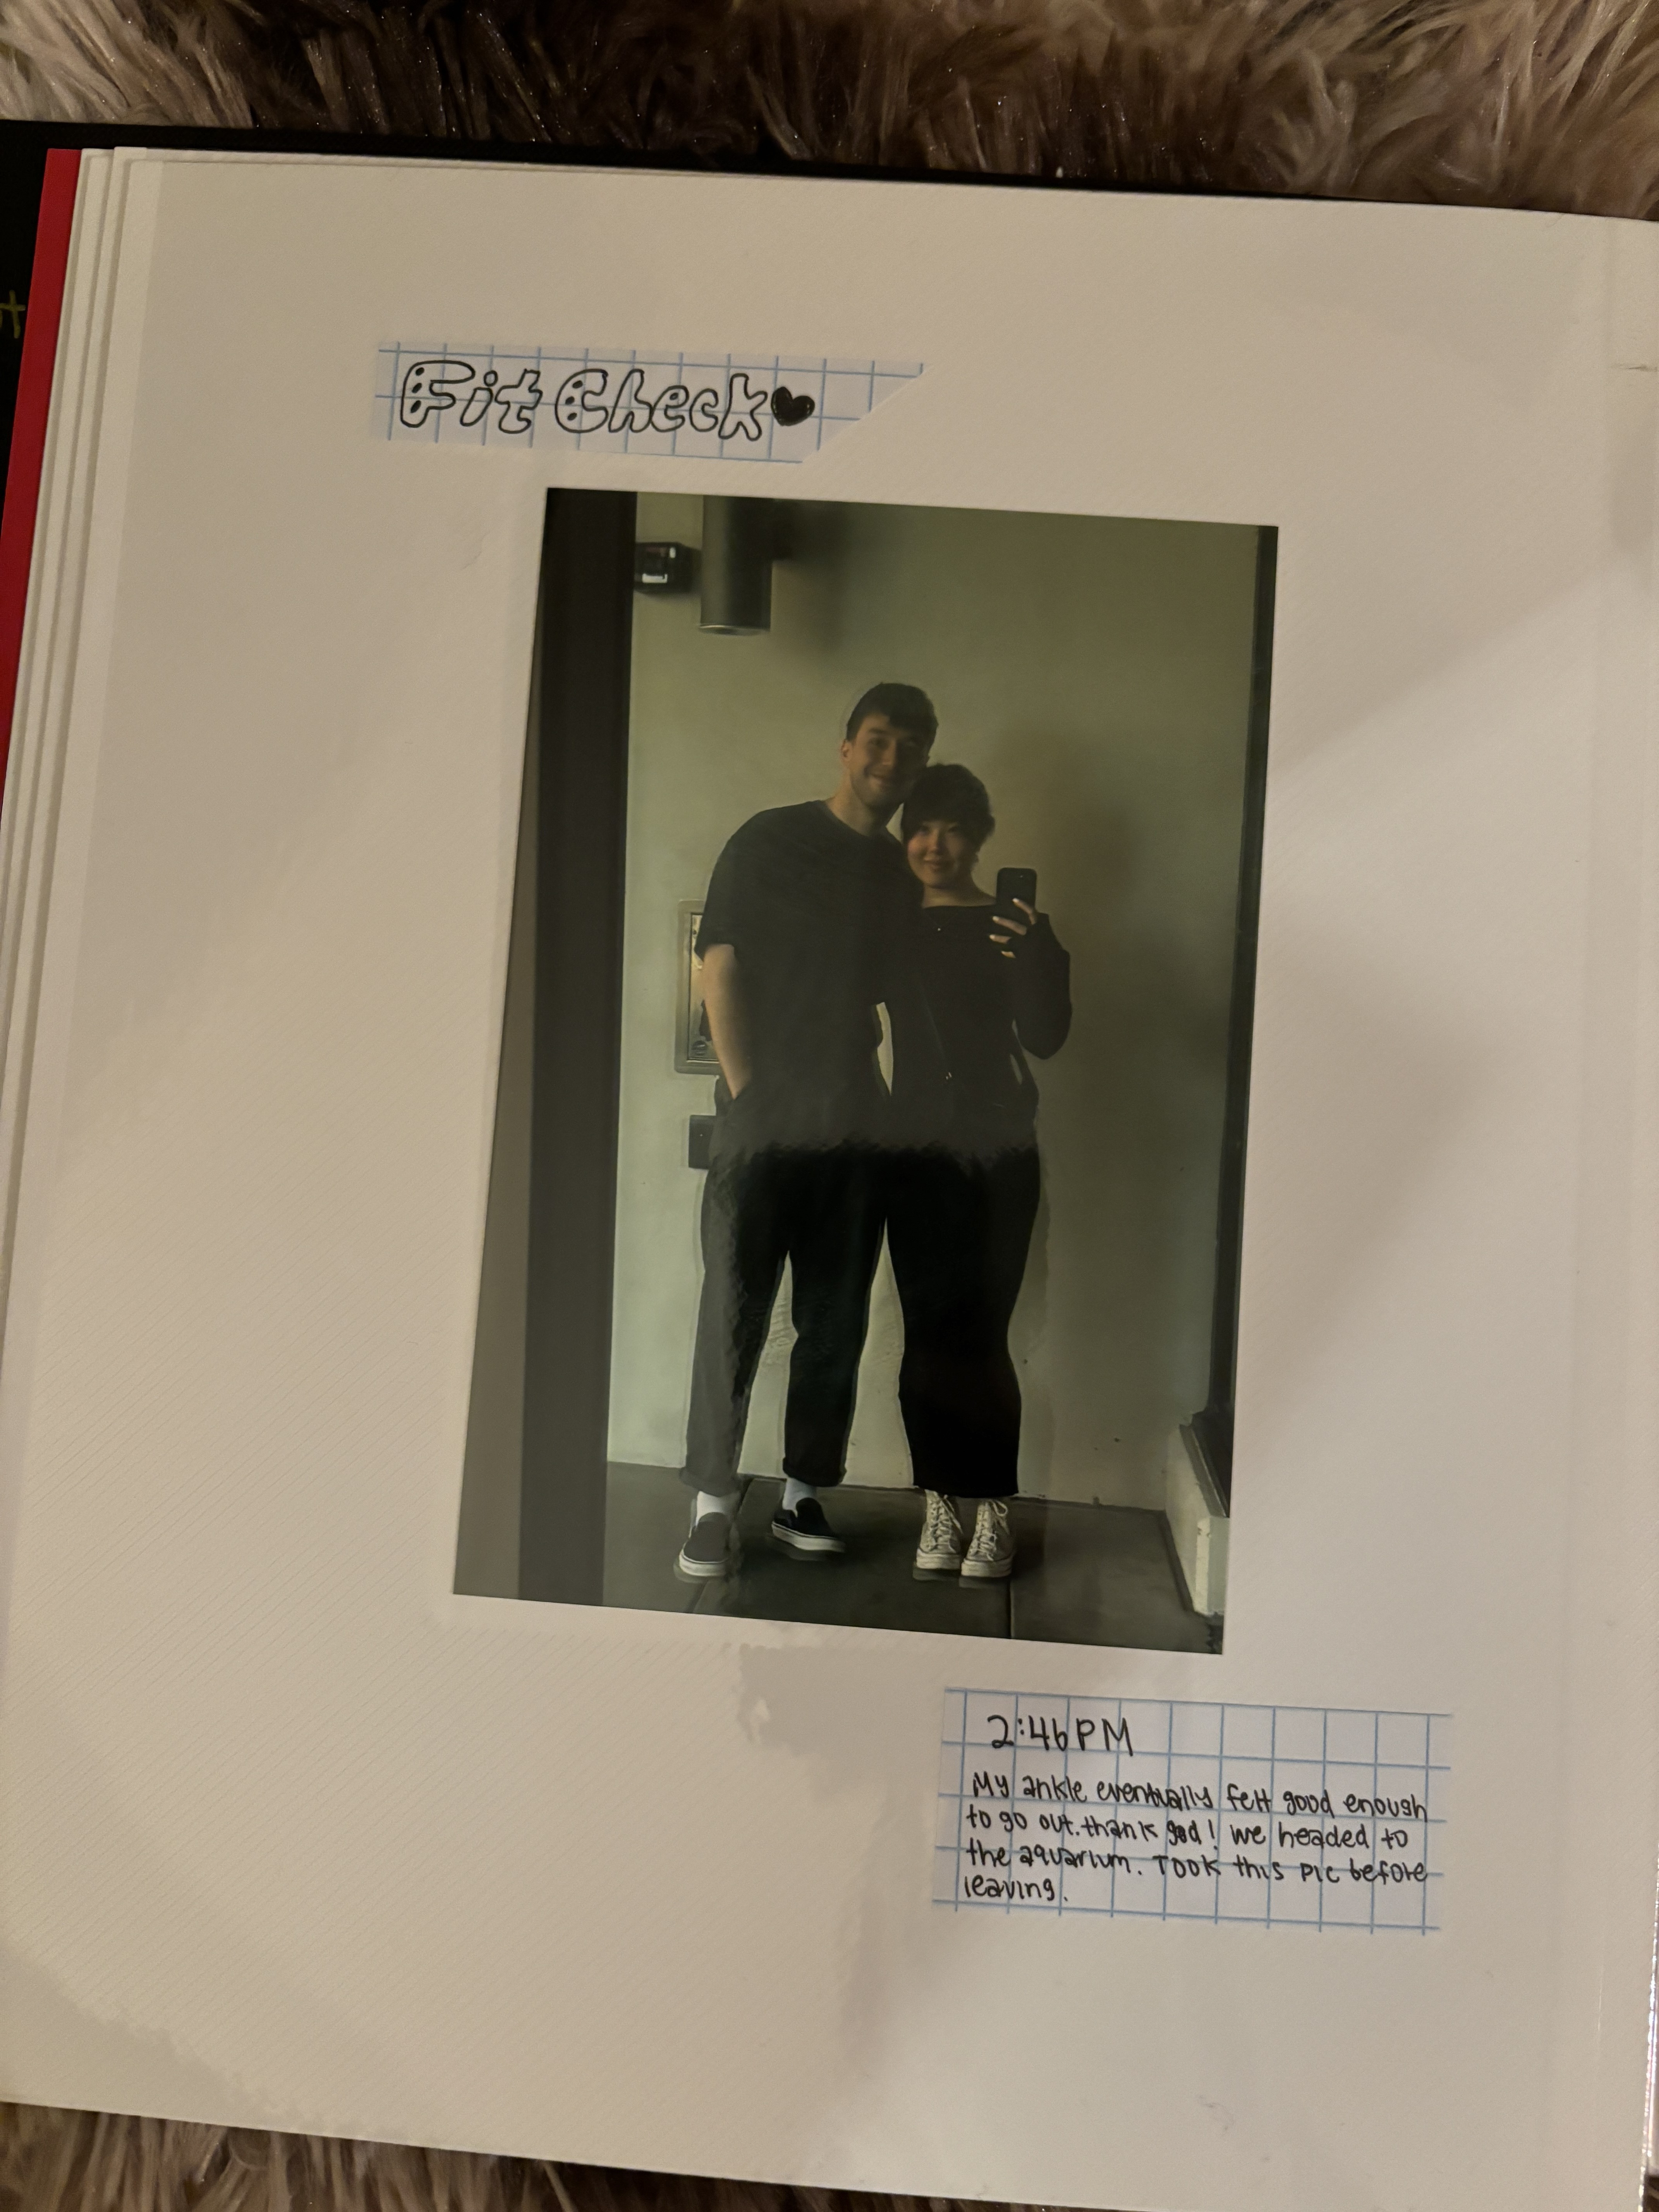 Fit Check♥
2:46PM
My ankle eventually felt good enough
to go out. thank god! we headed to
the aquarium. Took this pic before
leaving.